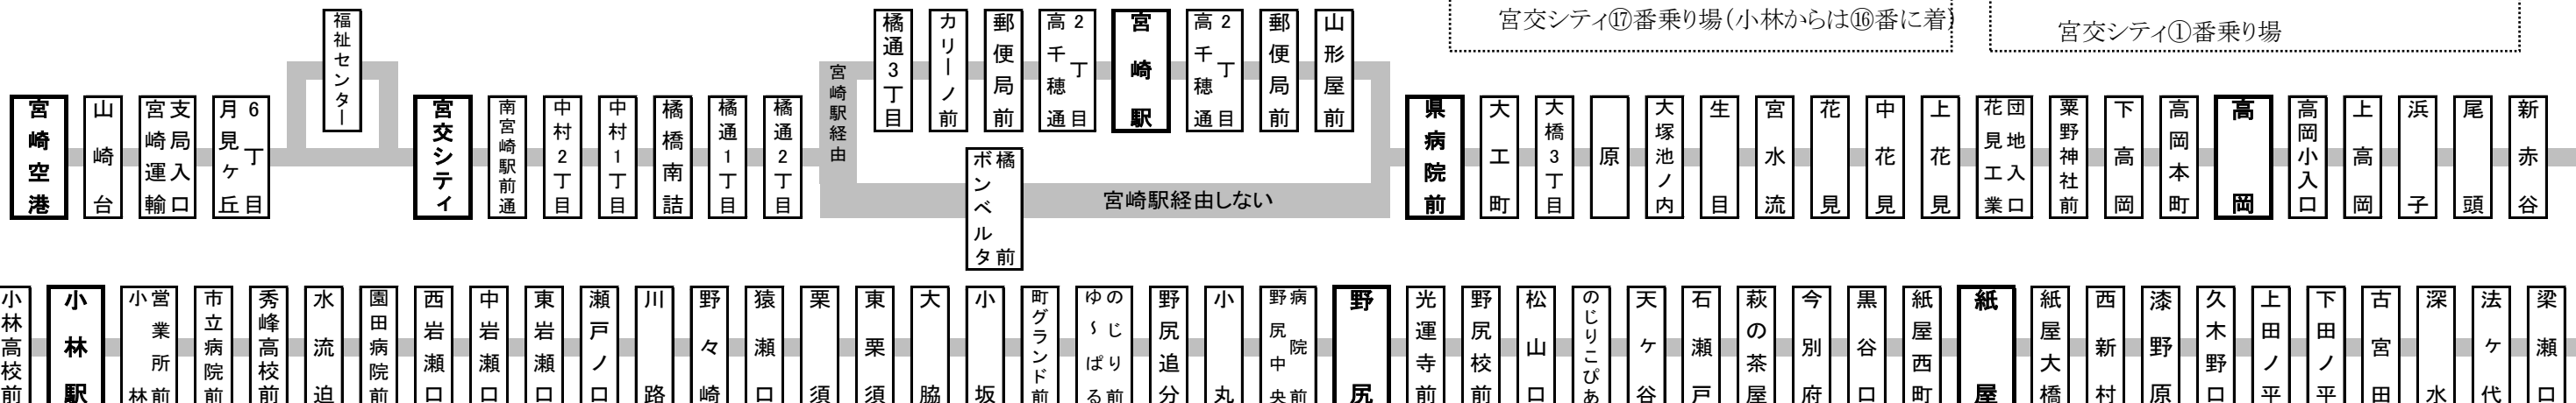 宮交シティ⑰番乗り場(小林からは⑯番に着)
宮交シティ①番乗り場
福祉センター
橘通3丁目
カリーノ前
郵便局前
高千穂通2丁目
宮崎駅
高千穂通2丁目
郵便局前
山形屋前
宮崎駅経由
宮崎空港
山崎台
宮崎運輸支局入口
月見ヶ丘6丁目
宮交シティ
南宮崎駅前通
中村2丁目
中村1丁目
橘橋南詰
橘通1丁目
橘通2丁目
橘ボンベルタ前
宮崎駅経由しない
県病院前
大工町
大橋3丁目
原
大塚池ノ内
生目
宮水流
花見
中花見
上花見
花見工業団地入口
粟野神社前
下高岡
高岡本町
高岡
高岡小入口
上高岡
浜子
尾頭
新赤谷
小林高校前
小林駅
小林営業所前
市立病院前
秀峰高校前
水流迫
園田病院前
西岩瀬口
中岩瀬口
東岩瀬口
瀬戸ノ口
川路
野々崎
猿瀬口
栗須
東栗須
大脇
小坂
町グランド前
ゆ～ぱるのじり前
野尻追分
小丸
野尻中央病院前
野尻
光運寺前
野尻校前
松山口
のじりこぴあ
天ヶ谷
石瀬戸
萩の茶屋
今別府
黒谷口
紙屋西町
紙屋
紙屋大橋
西新村
漆野原
久木野口
上田ノ平
下田ノ平
古宮田
深水
法ヶ代
梁瀬口